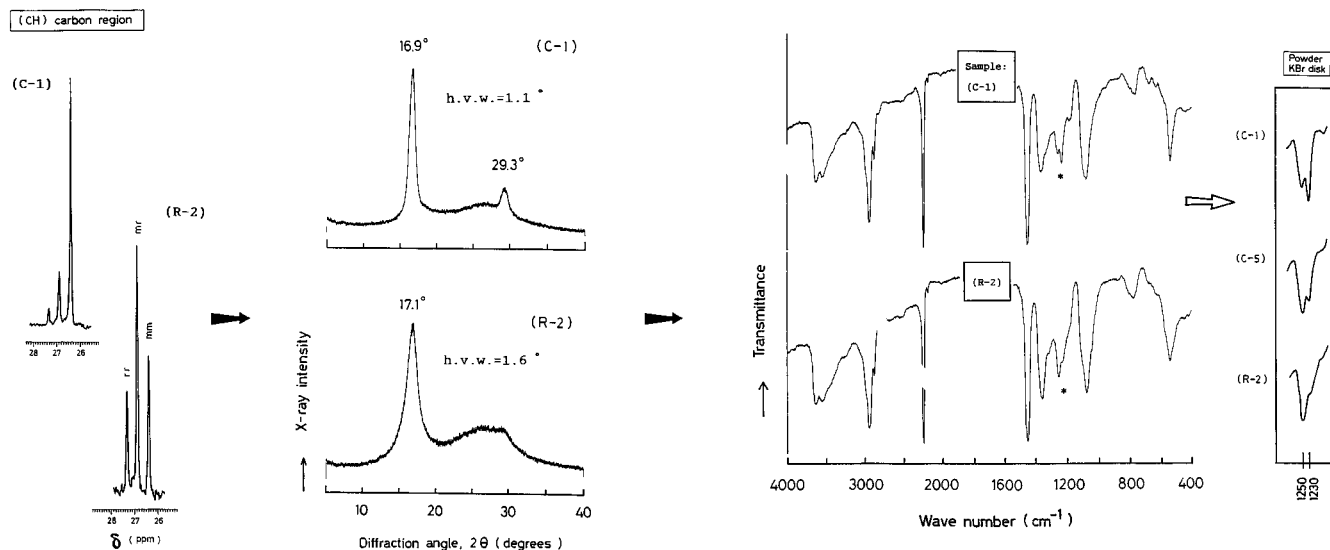 (CH) carbon region
(C-1)
28 27 26
(R-2)
rr
mr
mm
28 27 26
δ (ppm)
16.9°
(C-1)
h.v.w.=1.1°
29.3°
17.1°
(R-2)
h.v.w.=1.6°
X-ray intensity
10 20 30 40
Diffraction angle, 2θ (degrees)
Sample:
(C-1)
*
(R-2)
*
Transmittance
4000 3000 2000 1600 1200 800 400
Wave number (cm⁻¹)
Powder
KBr disk
(C-1)
(C-5)
(R-2)
1250
1230